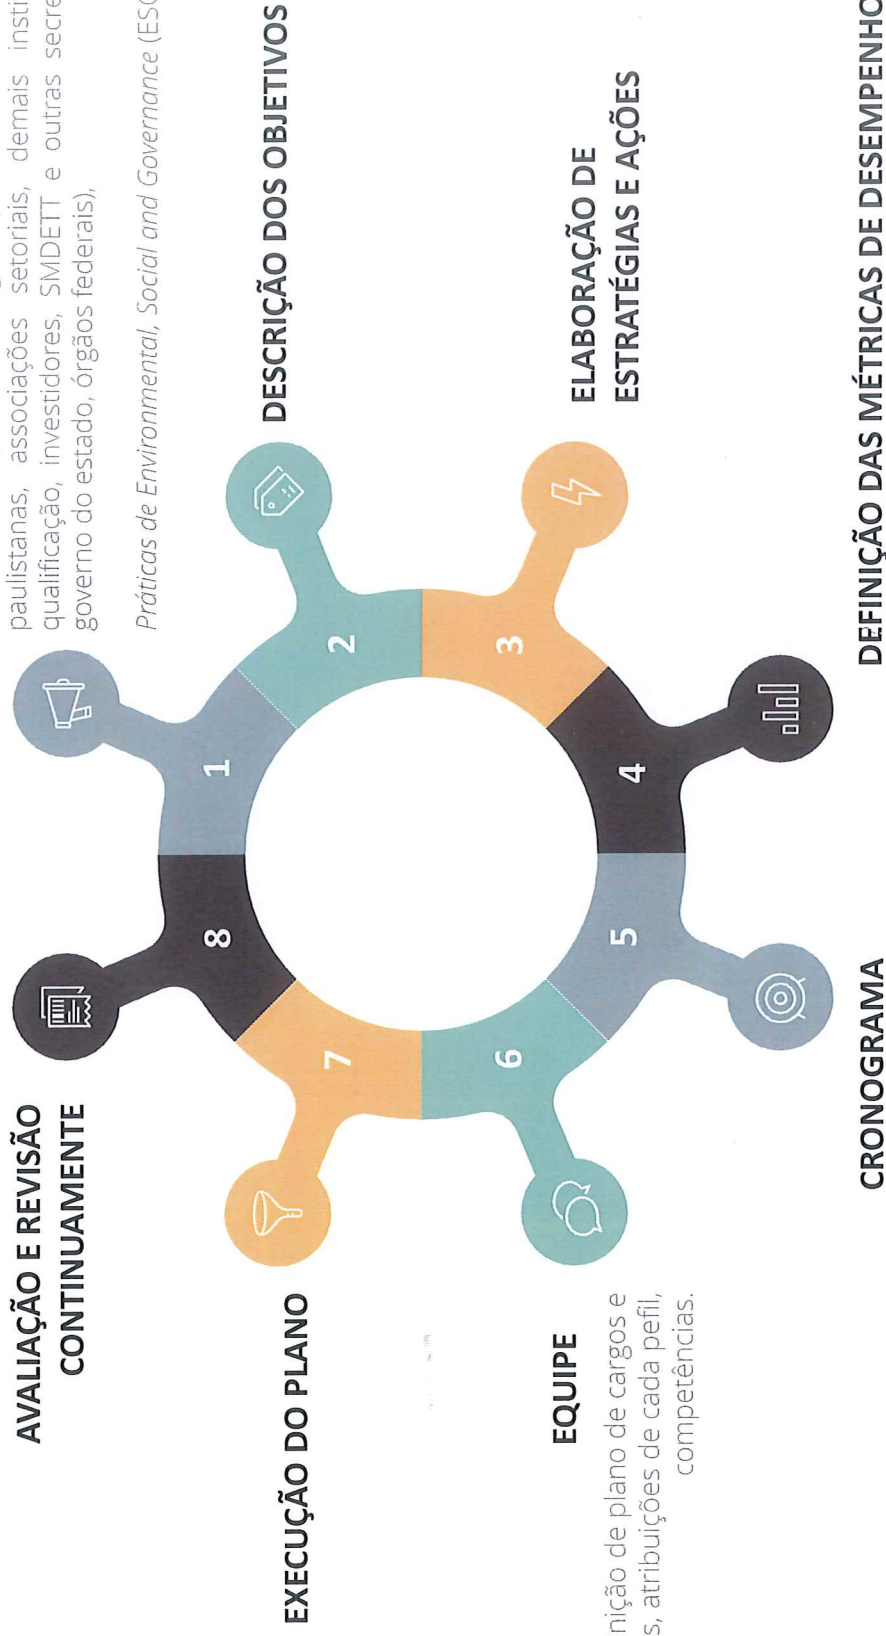 paulistanas, associações setoriais, demais insti
qualificação, investidores, SMDETT e outras secre
governo do estado, órgãos federais),
Práticas de Environmental, Social and Governance (ESG
1
DESCRIÇÃO DOS OBJETIVOS
2
ELABORAÇÃO DE
ESTRATÉGIAS E AÇÕES
3
DEFINIÇÃO DAS MÉTRICAS DE DESEMPENHO
4
CRONOGRAMA
5
EQUIPE
nição de plano de cargos e
s, atribuições de cada pefil,
competências.
6
EXECUÇÃO DO PLANO
7
AVALIAÇÃO E REVISÃO
CONTINUAMENTE
8